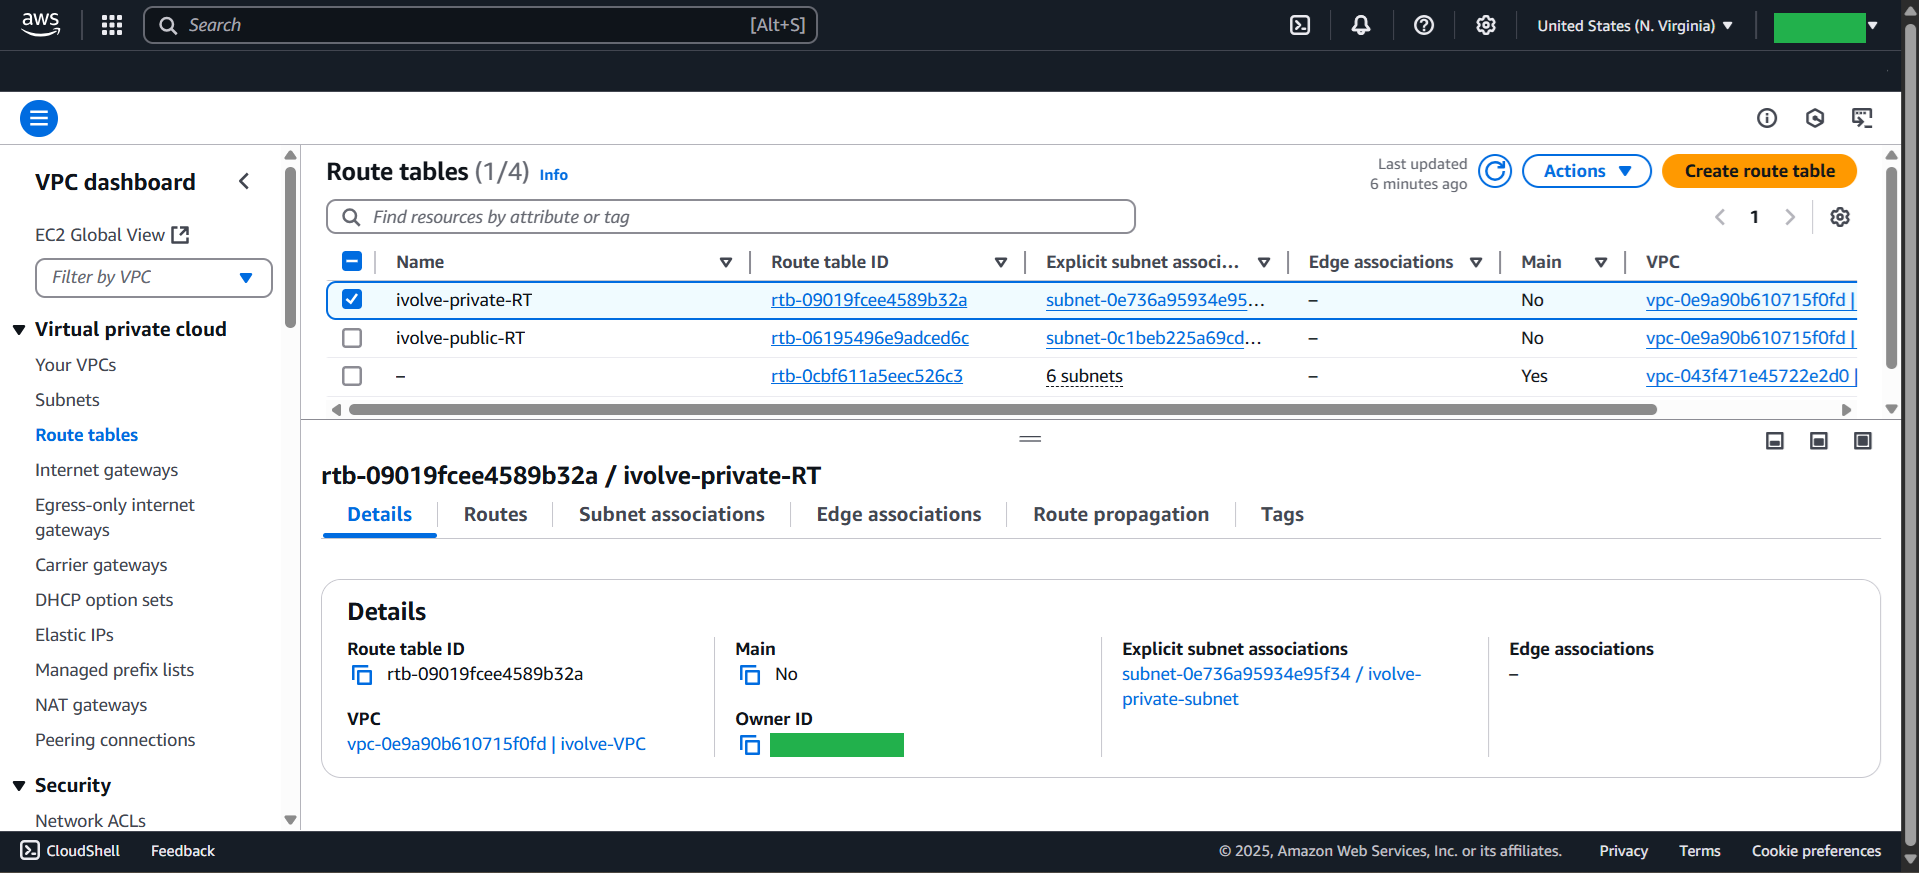 aws
Search [Alt+S]
United States (N. Virginia)
VPC dashboard
EC2 Global View
Filter by VPC
Virtual private cloud
Your VPCs
Subnets
Route tables
Internet gateways
Egress-only internet
gateways
Carrier gateways
DHCP option sets
Elastic IPs
Managed prefix lists
NAT gateways
Peering connections
Security
Network ACLs
Route tables (1/4) Info
Last updated
6 minutes ago
Actions
Create route table
Find resources by attribute or tag
1
Name Route table ID Explicit subnet associ... Edge associations Main VPC
ivolve-private-RT rtb-09019fcee4589b32a subnet-0e736a95934e95... – No vpc-0e9a90b610715f0fd |
ivolve-public-RT rtb-06195496e9adced6c subnet-0c1beb225a69cd... – No vpc-0e9a90b610715f0fd |
– rtb-0cbf611a5eec526c3 6 subnets – Yes vpc-043f471e45722e2d0 |
rtb-09019fcee4589b32a / ivolve-private-RT
Details Routes Subnet associations Edge associations Route propagation Tags
Details
Route table ID
rtb-09019fcee4589b32a
VPC
vpc-0e9a90b610715f0fd | ivolve-VPC
Main
No
Owner ID
Explicit subnet associations
subnet-0e736a95934e95f34 / ivolve-
private-subnet
Edge associations
–
CloudShell Feedback © 2025, Amazon Web Services, Inc. or its affiliates. Privacy Terms Cookie preferences